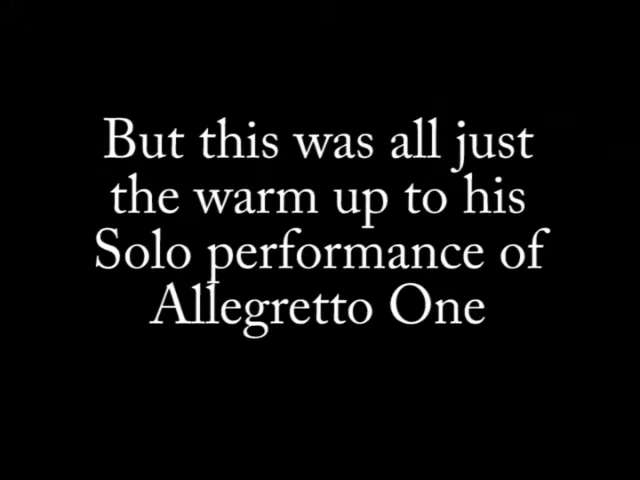 But this was all just
the warm up to his
Solo performance of
Allegretto One